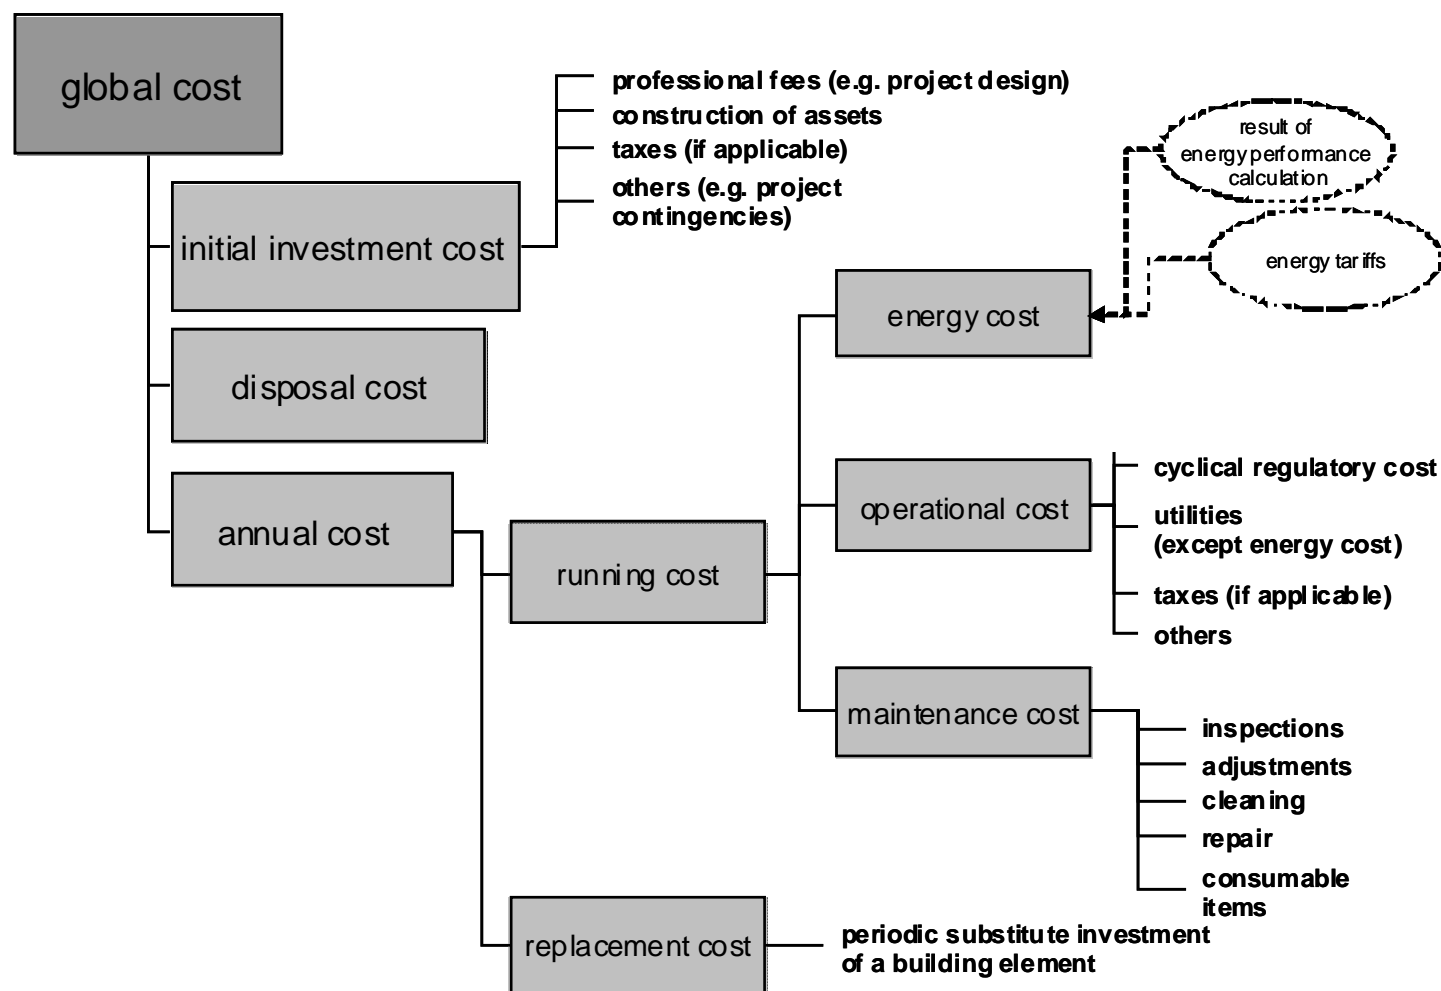 global cost
professional fees (e.g. project design)
construction of assets
taxes (if applicable)
others (e.g. project
contingencies)
initial investment cost
result of
energy performance
calculation
energy tariffs
energy cost
disposal cost
annual cost
running cost
operational cost
cyclical regulatory cost
utilities
(except energy cost)
taxes (if applicable)
others
maintenance cost
inspections
adjustments
cleaning
repair
consumable
items
replacement cost
periodic substitute investment
of a building element